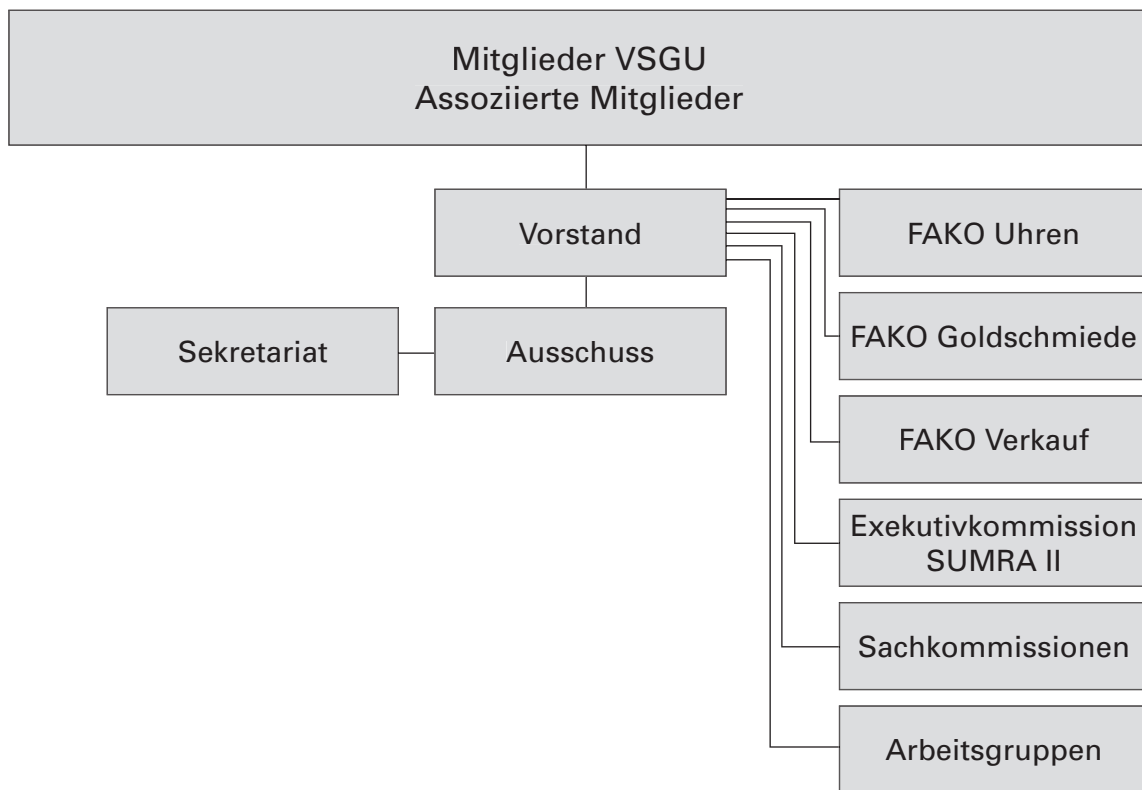 Mitglieder VSGU
Assoziierte Mitglieder
Vorstand
FAKO Uhren
Sekretariat
Ausschuss
FAKO Goldschmiede
FAKO Verkauf
Exekutivkommission
SUMRA II
Sachkommissionen
Arbeitsgruppen